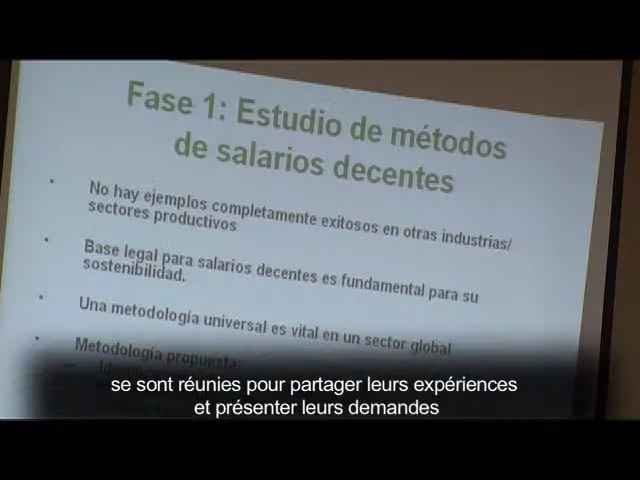 Fase 1: Estudio de métodos
de salarios decentes
• No hay ejemplos completamente exitosos en otras industrias/
sectores productivos
• Base legal para salarios decentes es fundamental para su
sostenibilidad.
• Una metodología universal es vital en un sector global
• Metodología propuesta:
se sont réunies pour partager leurs expériences
et présenter leurs demandes